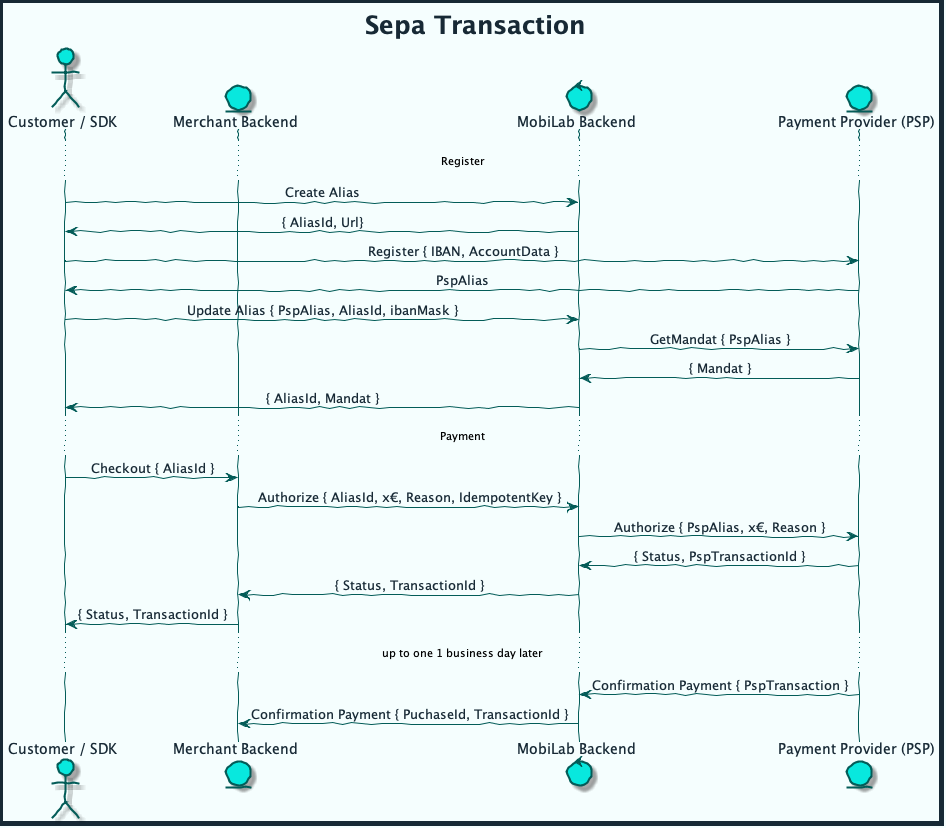 Sepa Transaction
Customer / SDK
Merchant Backend
MobiLab Backend
Payment Provider (PSP)
Register
Create Alias
{ AliasId, Url}
Register { IBAN, AccountData }
PspAlias
Update Alias { PspAlias, AliasId, ibanMask }
GetMandat { PspAlias }
{ Mandat }
{ AliasId, Mandat }
Payment
Checkout { AliasId }
Authorize { AliasId, x€, Reason, IdempotentKey }
Authorize { PspAlias, x€, Reason }
{ Status, PspTransactionId }
{ Status, TransactionId }
{ Status, TransactionId }
up to one 1 business day later
Confirmation Payment { PspTransaction }
Confirmation Payment { PuchaseId, TransactionId }
Customer / SDK
Merchant Backend
MobiLab Backend
Payment Provider (PSP)